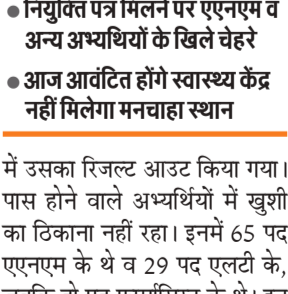 ● नियुक्ति पत्र मिलने पर एएनएम व
अन्य अभ्यथियों के खिले चेहरे
● आज आवंटित होंगे स्वास्थ्य केंद्र
नहीं मिलेगा मनचाहा स्थान
में उसका रिजल्ट आउट किया गया।
पास होने वाले अभ्यर्थियों में खुशी
का ठिकाना नहीं रहा। इनमें 65 पद
एएनएम के थे व 29 पद एलटी के,